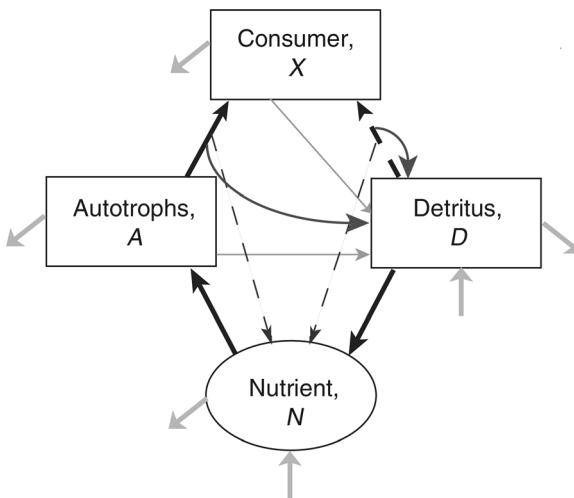 Consumer,
X
Autotrophs,
A
Detritus,
D
Nutrient,
N